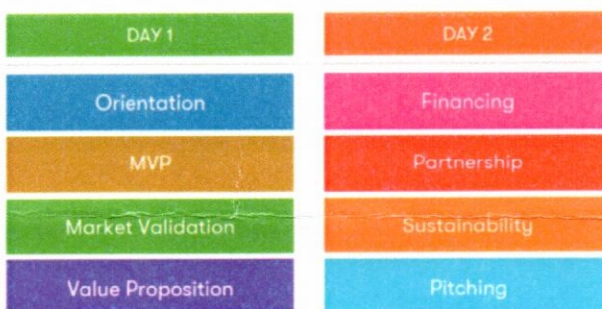 DAY 1
Orientation
MVP
Market Validation
Value Proposition
DAY 2
Financing
Partnership
Sustainability
Pitching